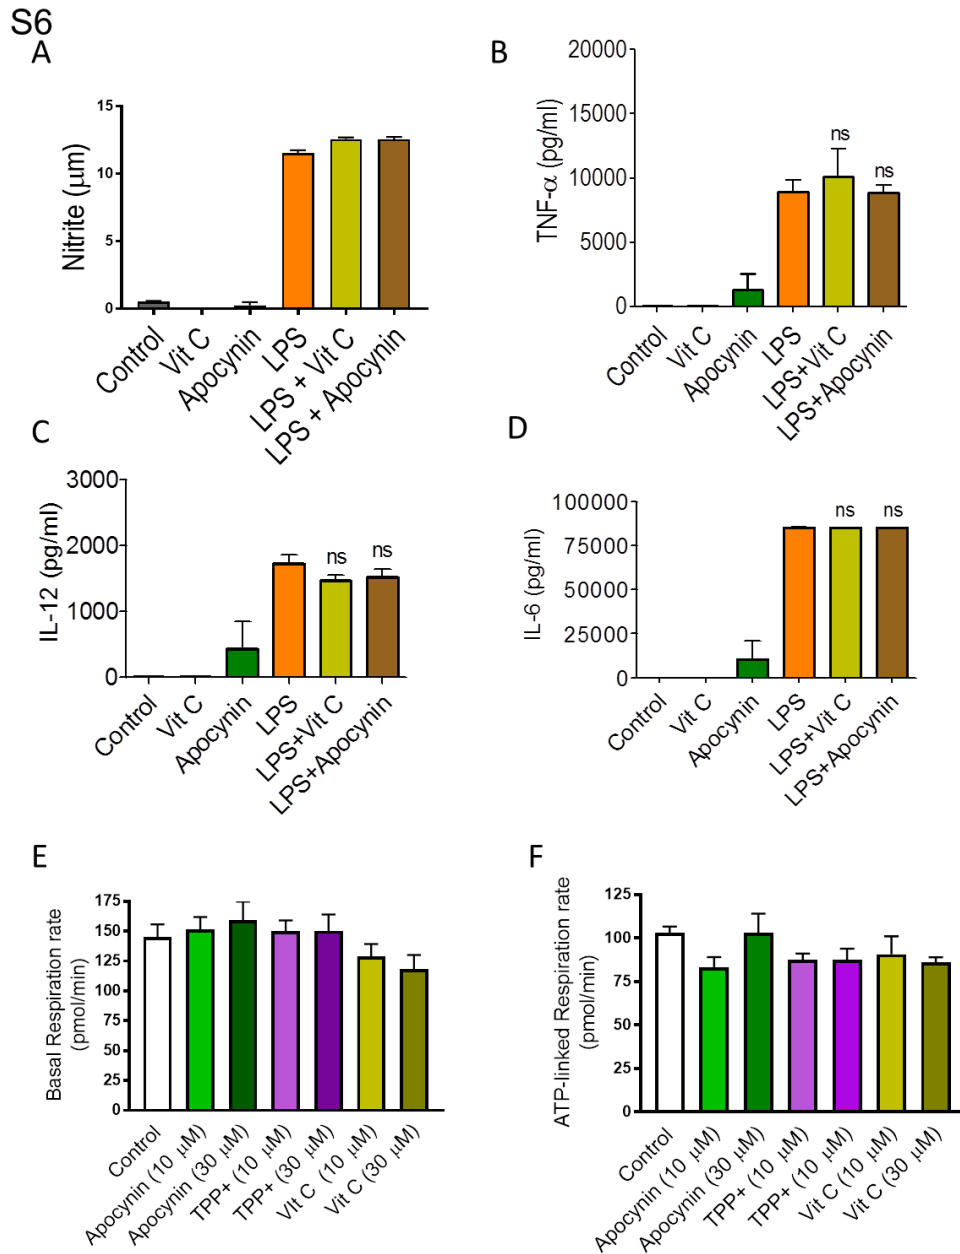 S6
A
Nitrite (μm)
15
10
5
0
Control
Vit C
Apocynin
LPS
LPS + Vit C
LPS + Apocynin
B
TNF-α (pg/ml)
20000
15000
10000
5000
0
ns
ns
Control
Vit C
Apocynin
LPS
LPS+Vit C
LPS+Apocynin
C
IL-12 (pg/ml)
3000
2000
1000
0
ns
ns
Control
Vit C
Apocynin
LPS
LPS+Vit C
LPS+Apocynin
D
IL-6 (pg/ml)
100000
75000
50000
25000
0
ns
ns
Control
Vit C
Apocynin
LPS
LPS+Vit C
LPS+Apocynin
E
Basal Respiration rate
(pmol/min)
175
150
125
100
75
50
25
0
Control
Apocynin (10 μM)
Apocynin (30 μM)
TPP+ (10 μM)
TPP+ (30 μM)
Vit C (10 μM)
Vit C (30 μM)
F
ATP-linked Respiration rate
(pmol/min)
125
100
75
50
25
0
Control
Apocynin (10 μM)
Apocynin (30 μM)
TPP+ (10 μM)
TPP+ (10 μM)
Vit C (10 μM)
Vit C (30 μM)